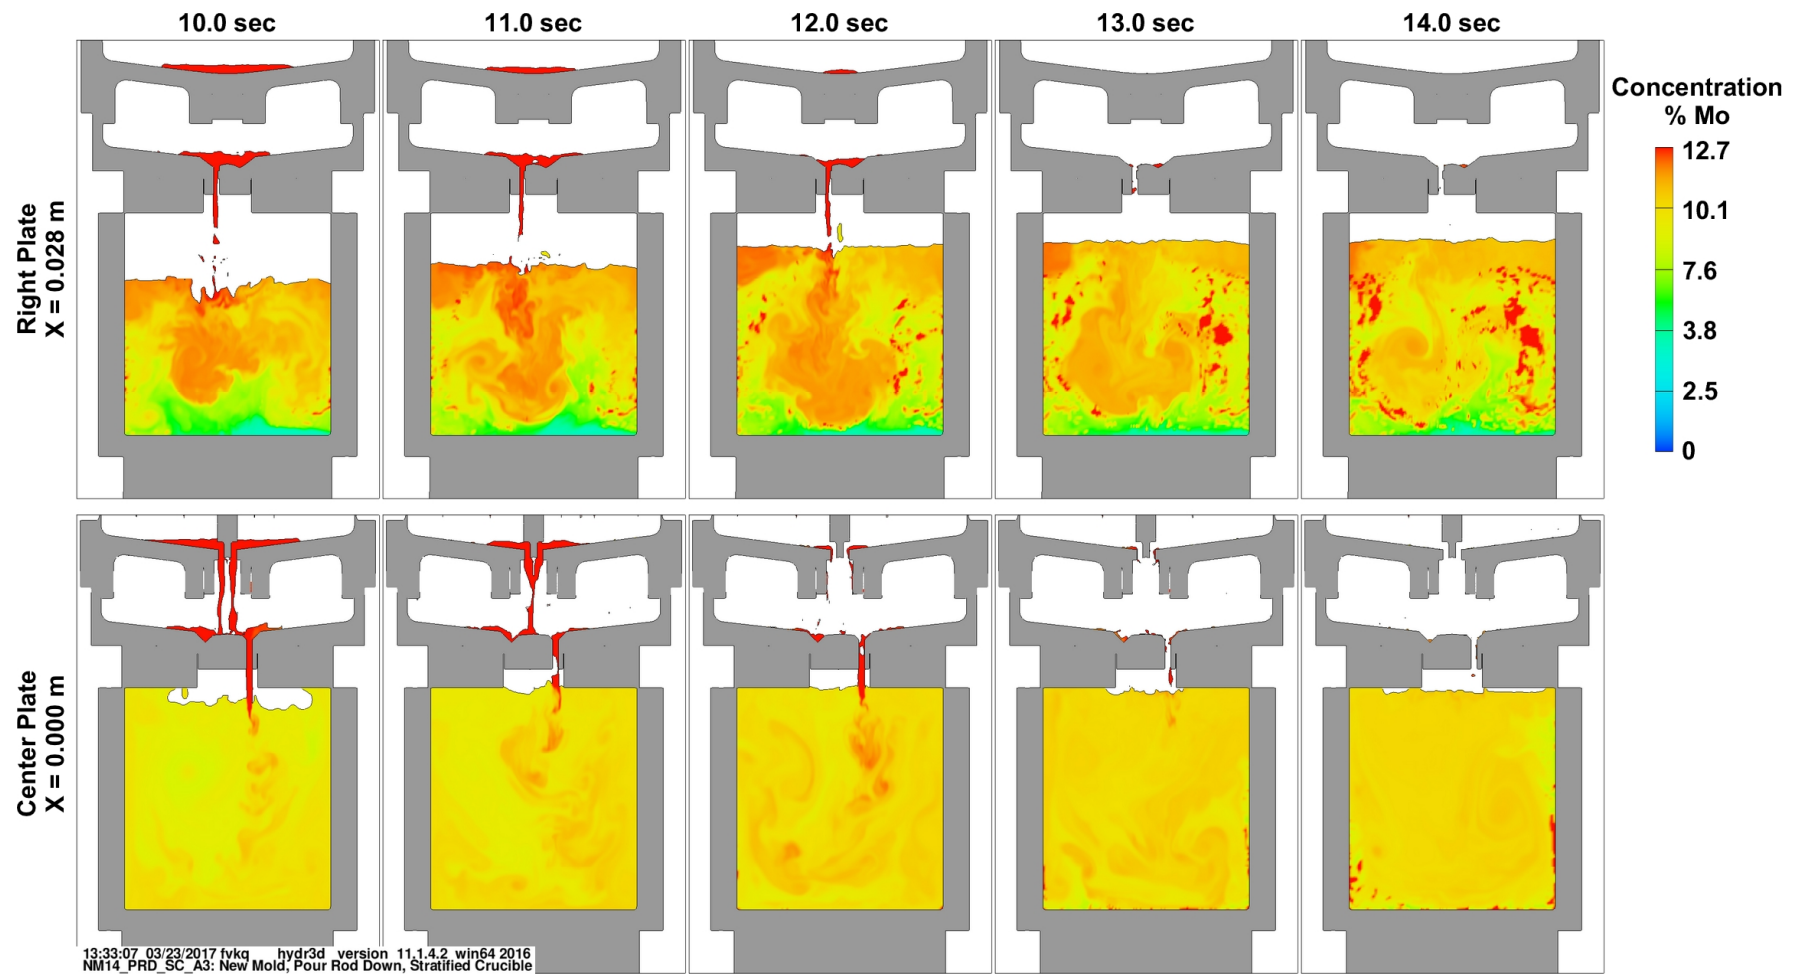 10.0 sec 11.0 sec 12.0 sec 13.0 sec 14.0 sec
Right Plate
X = 0.028 m
Concentration
% Mo
12.7
10.1
7.6
3.8
2.5
0
Center Plate
X = 0.000 m
13:33:07 03/23/2017 fvkq hydr3d version 11.1.4.2 win64 2016
NM14_PRD_SC_A3: New Mold, Pour Rod Down, Stratified Crucible